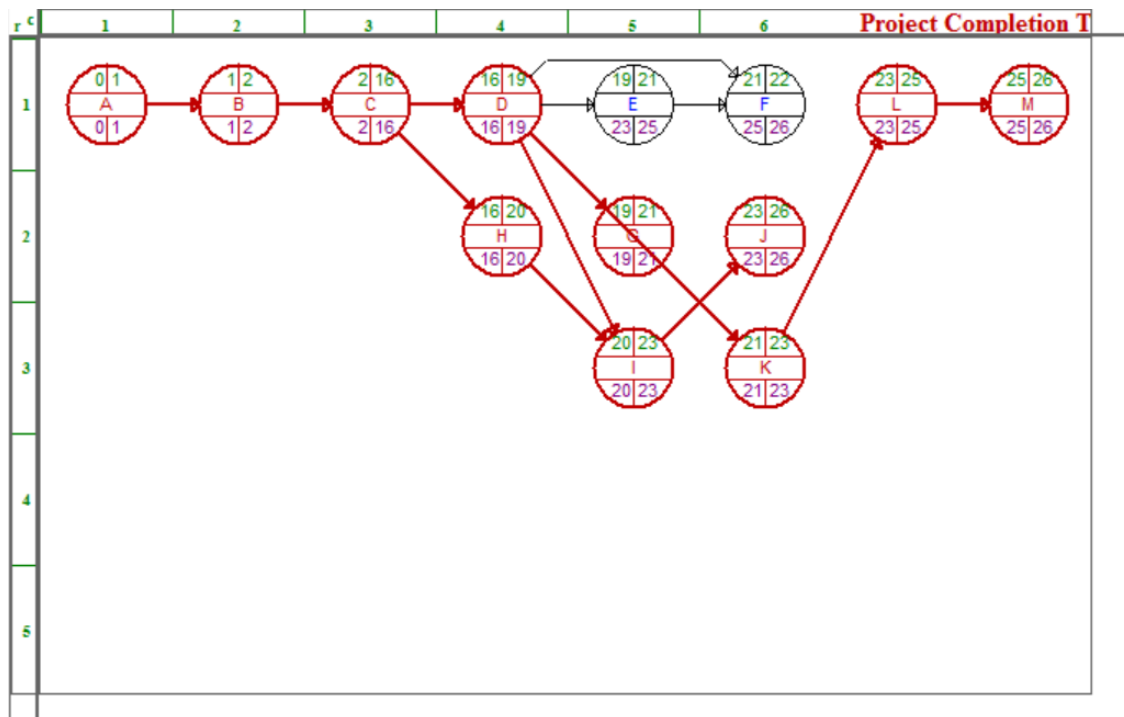 r c 1 2 3 4 5 6 Project Completion T
1
0 1 1 2 2 16 16 19 19 21 21 22 23 25 25 26
A B C D E F L M
0 1 1 2 2 16 16 19 23 25 25 26 23 25 25 26
2
16 20 19 21 23 26
H G J
16 20 19 21 23 26
3
20 23 21 23
I K
20 23 21 23
4
5